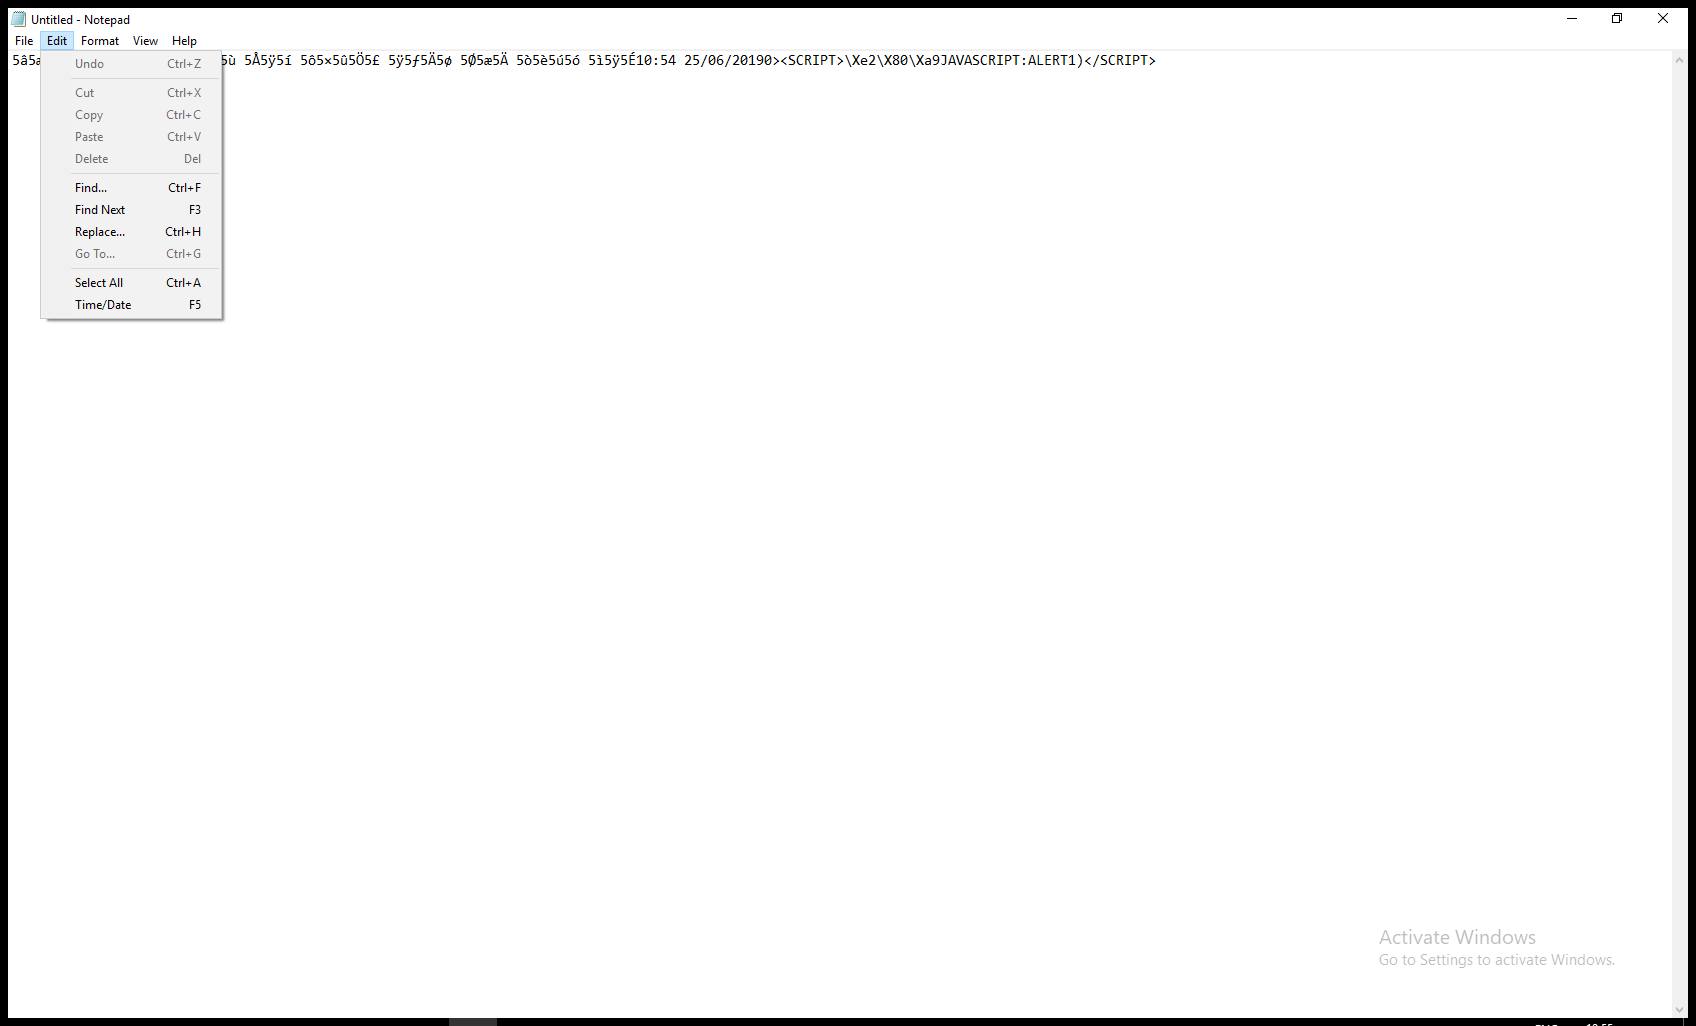 Untitled - Notepad
File Edit Format View Help
5ù 5Å5ÿ5í 5ô5×5û5Ö5£ 5ÿ5ƒ5Ä5ø 5Ø5æ5Ä 5ò5è5ú5ó 5ì5ÿ5É10:54 25/06/20190><SCRIPT>\Xe2\X80\Xa9JAVASCRIPT:ALERT1)</SCRIPT>
Undo Ctrl+Z
Cut Ctrl+X
Copy Ctrl+C
Paste Ctrl+V
Delete Del
Find... Ctrl+F
Find Next F3
Replace... Ctrl+H
Go To... Ctrl+G
Select All Ctrl+A
Time/Date F5
Activate Windows
Go to Settings to activate Windows.